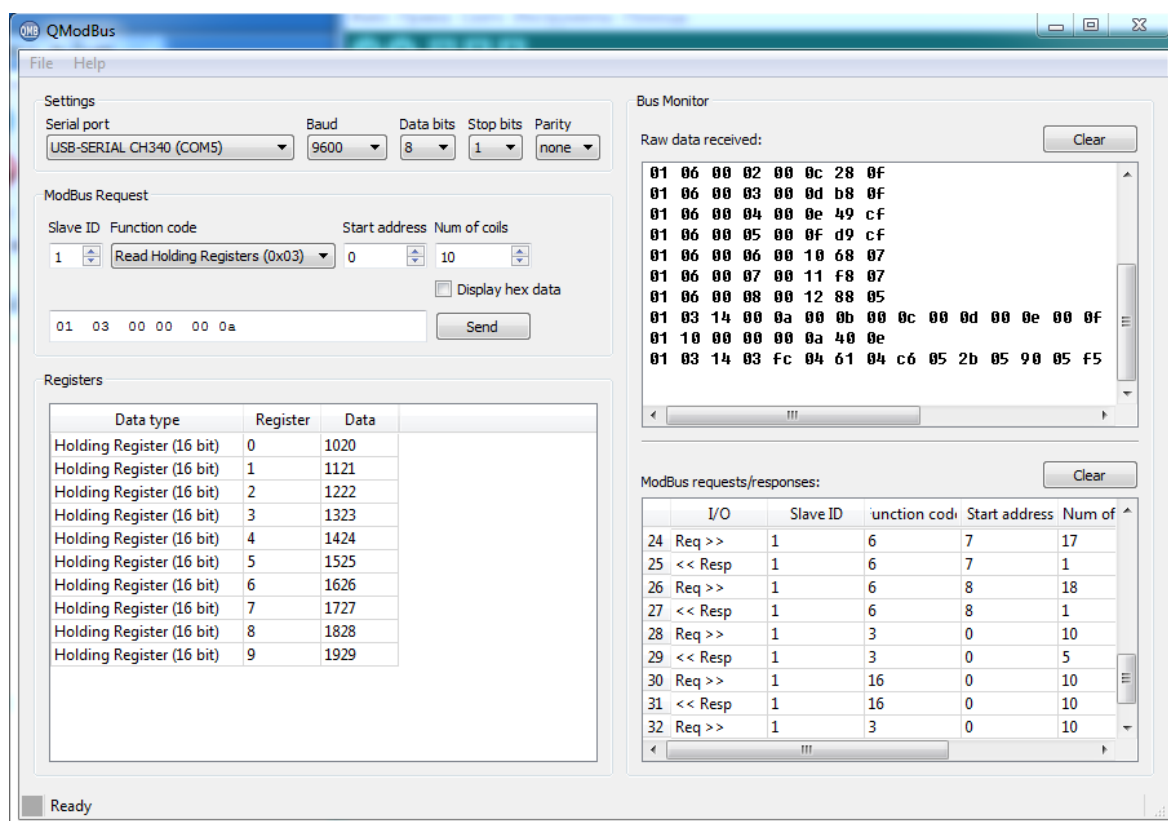 QModBus
File Help
Settings
Serial port Baud Data bits Stop bits Parity
USB-SERIAL CH340 (COM5) 9600 8 1 none
ModBus Request
Slave ID Function code Start address Num of coils
1 Read Holding Registers (0x03) 0 10
Display hex data
01 03 00 00 00 0a Send
Registers
Data type Register Data
Holding Register (16 bit) 0 1020
Holding Register (16 bit) 1 1121
Holding Register (16 bit) 2 1222
Holding Register (16 bit) 3 1323
Holding Register (16 bit) 4 1424
Holding Register (16 bit) 5 1525
Holding Register (16 bit) 6 1626
Holding Register (16 bit) 7 1727
Holding Register (16 bit) 8 1828
Holding Register (16 bit) 9 1929
Bus Monitor
Raw data received: Clear
01 06 00 02 00 0c 28 0f
01 06 00 03 00 0d b8 0f
01 06 00 04 00 0e 49 cf
01 06 00 05 00 0f d9 cf
01 06 00 06 00 10 68 07
01 06 00 07 00 11 f8 07
01 06 00 08 00 12 88 05
01 03 14 00 0a 00 0b 00 0c 00 0d 00 0e 00 0f
01 10 00 00 00 0a 40 0e
01 03 14 03 fc 04 61 04 c6 05 2b 05 90 05 f5
ModBus requests/responses: Clear
I/O Slave ID unction code Start address Num of
24 Req >> 1 6 7 17
25 << Resp 1 6 7 1
26 Req >> 1 6 8 18
27 << Resp 1 6 8 1
28 Req >> 1 3 0 10
29 << Resp 1 3 0 5
30 Req >> 1 16 0 10
31 << Resp 1 16 0 10
32 Req >> 1 3 0 10
Ready